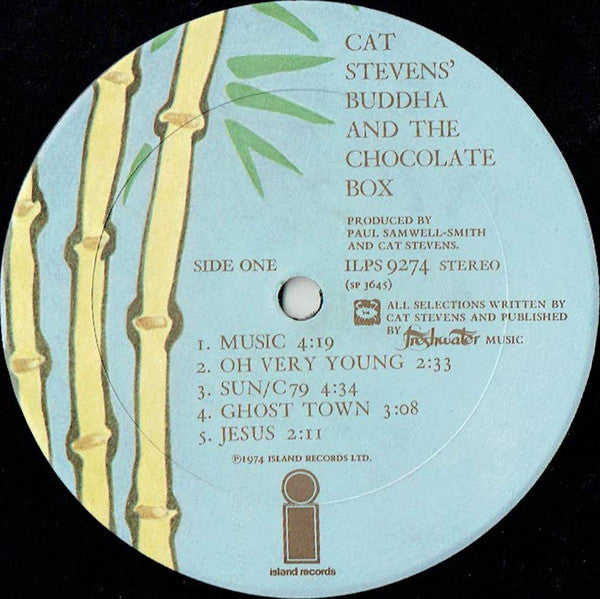 CAT
STEVENS'
BUDDHA
AND THE
CHOCOLATE
BOX
PRODUCED BY
PAUL SAMWELL-SMITH
AND CAT STEVENS.
SIDE ONE
ILPS 9274 STEREO
(SP 3645)
ALL SELECTIONS WRITTEN BY
CAT STEVENS AND PUBLISHED
BY freshwater MUSIC
1. MUSIC 4:19
2. OH VERY YOUNG 2:33
3. SUN/C79 4:34
4. GHOST TOWN 3:08
5. JESUS 2:11
℗1974 ISLAND RECORDS LTD.
i
island records